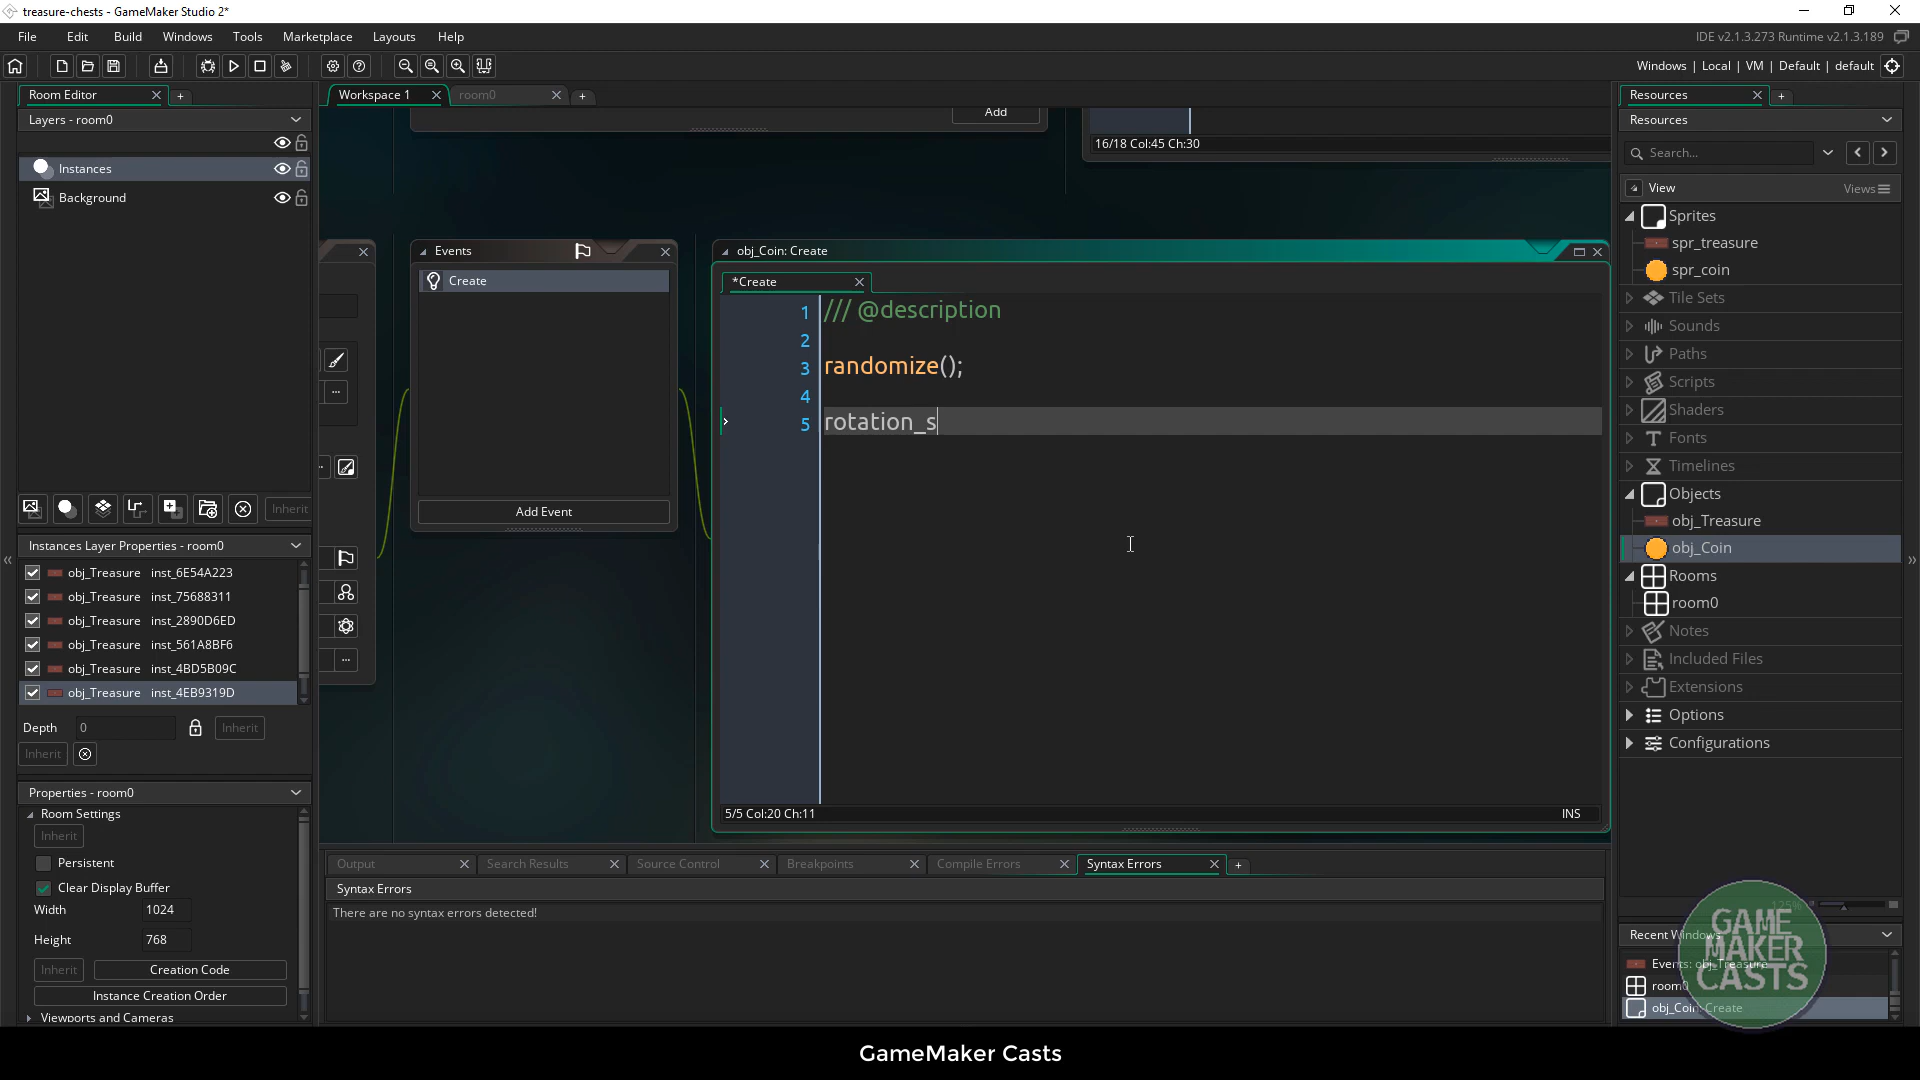 treasure-chests - GameMaker Studio 2*
File Edit Build Windows Tools Marketplace Layouts Help
IDE v2.1.3.273 Runtime v2.1.3.189
Windows | Local | VM | Default | default
Room Editor
Layers - room0
Instances
Background
Inherit
Instances Layer Properties - room0
obj_Treasure inst_6E54A223
obj_Treasure inst_75688311
obj_Treasure inst_2890D6ED
obj_Treasure inst_561A8BF6
obj_Treasure inst_4BD5B09C
obj_Treasure inst_4EB9319D
Depth 0 Inherit
Inherit
Properties - room0
Room Settings
Inherit
Persistent
Clear Display Buffer
Width 1024
Height 768
Inherit Creation Code
Instance Creation Order
Viewports and Cameras
Workspace 1 room0
Add
16/18 Col:45 Ch:30
Events
Create
Add Event
obj_Coin: Create
*Create
1 /// @description
2
3 randomize();
4
5 rotation_s
5/5 Col:20 Ch:11 INS
Output Search Results Source Control Breakpoints Compile Errors Syntax Errors
Syntax Errors
There are no syntax errors detected!
Resources
Resources
Search...
View Views
Sprites
spr_treasure
spr_coin
Tile Sets
Sounds
Paths
Scripts
Shaders
Fonts
Timelines
Objects
obj_Treasure
obj_Coin
Rooms
room0
Notes
Included Files
Extensions
Options
Configurations
125%
Recent Windows
Events: obj_Treasure
room0
obj_Coin: Create
GAME
MAKER
CASTS
GameMaker Casts